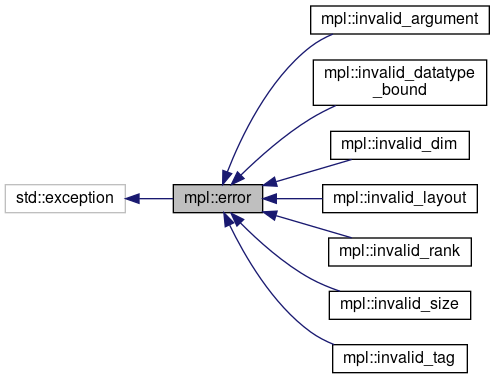 mpl::invalid_argument
mpl::invalid_datatype
_bound
mpl::invalid_dim
std::exception
mpl::error
mpl::invalid_layout
mpl::invalid_rank
mpl::invalid_size
mpl::invalid_tag